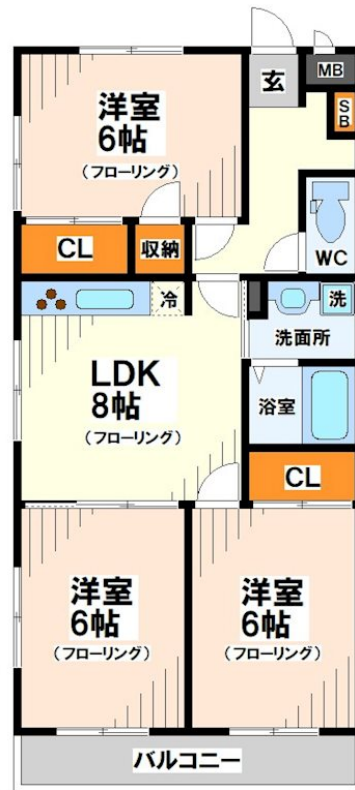 玄
MB
SB
洋室
6帖
(フローリング)
WC
CL
収納
冷
洗
洗面所
LDK
8帖
(フローリング)
浴室
CL
洋室
6帖
(フローリング)
洋室
6帖
(フローリング)
バルコニー